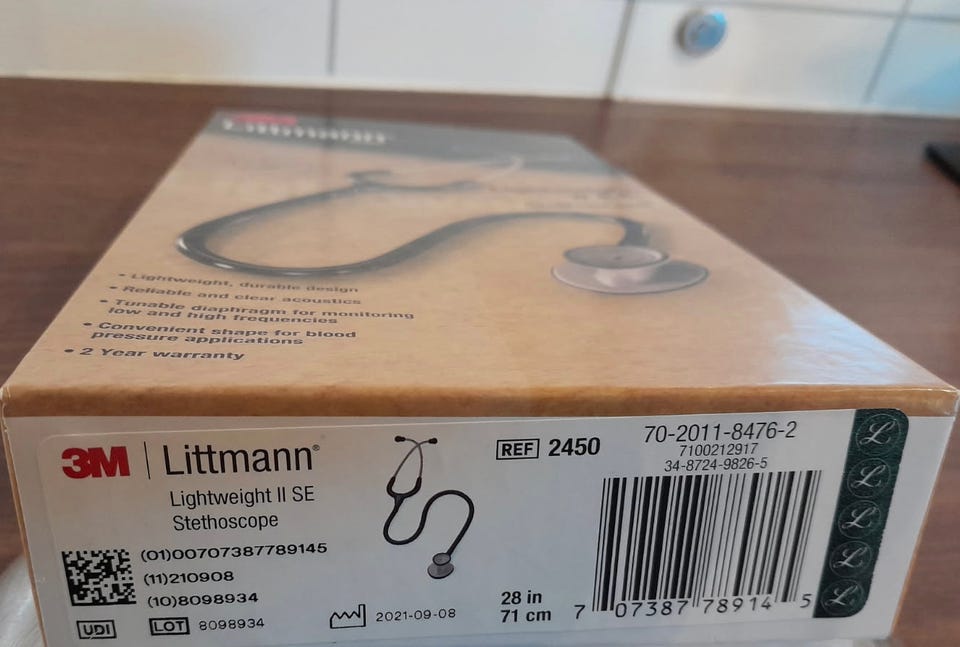 3M
Littmann
• Lightweight, durable design
• Reliable and clear acoustics
• Tunable diaphragm for monitoring
low and high frequencies
• Convenient shape for blood
pressure applications
• 2 Year warranty
3M | Littmann®
Lightweight II SE
Stethoscope
(01)00707387789145
(11)210908
(10)8098934
UDI
LOT 8098934
2021-09-08
REF 2450
28 in
71 cm
70-2011-8476-2
7100212917
34-8724-9826-5
7 07387 78914 5
L
L
L
L
L